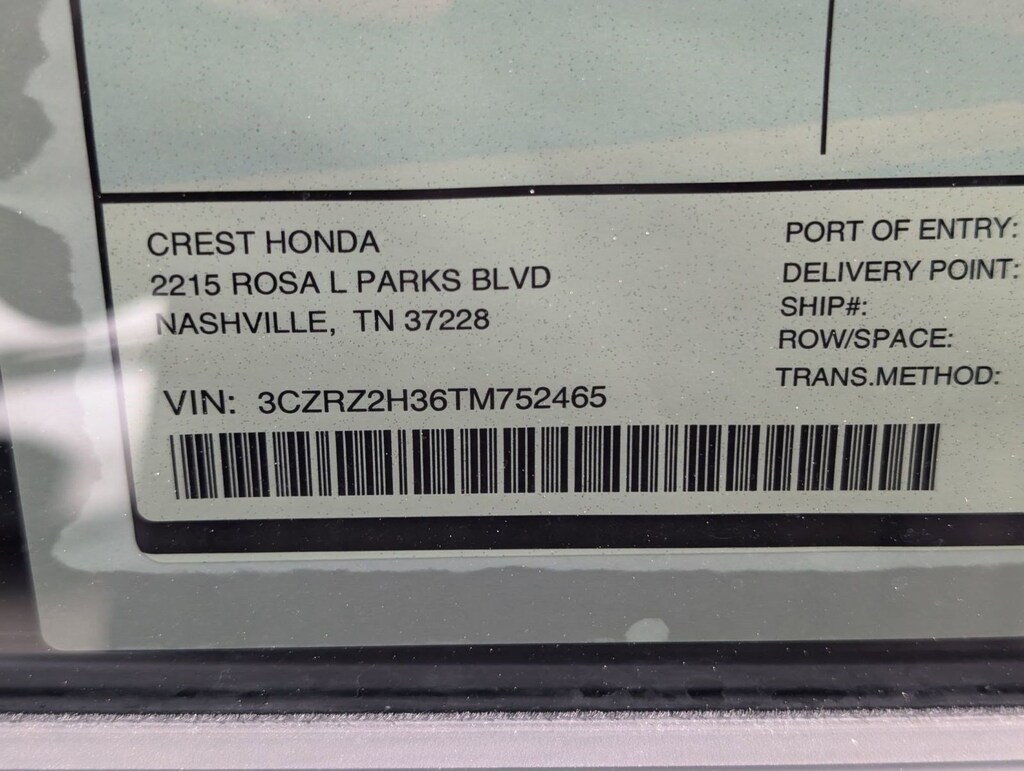 CREST HONDA
2215 ROSA L PARKS BLVD
NASHVILLE, TN 37228
VIN: 3CZRZ2H36TM752465
PORT OF ENTRY:
DELIVERY POINT:
SHIP#:
ROW/SPACE:
TRANS.METHOD: